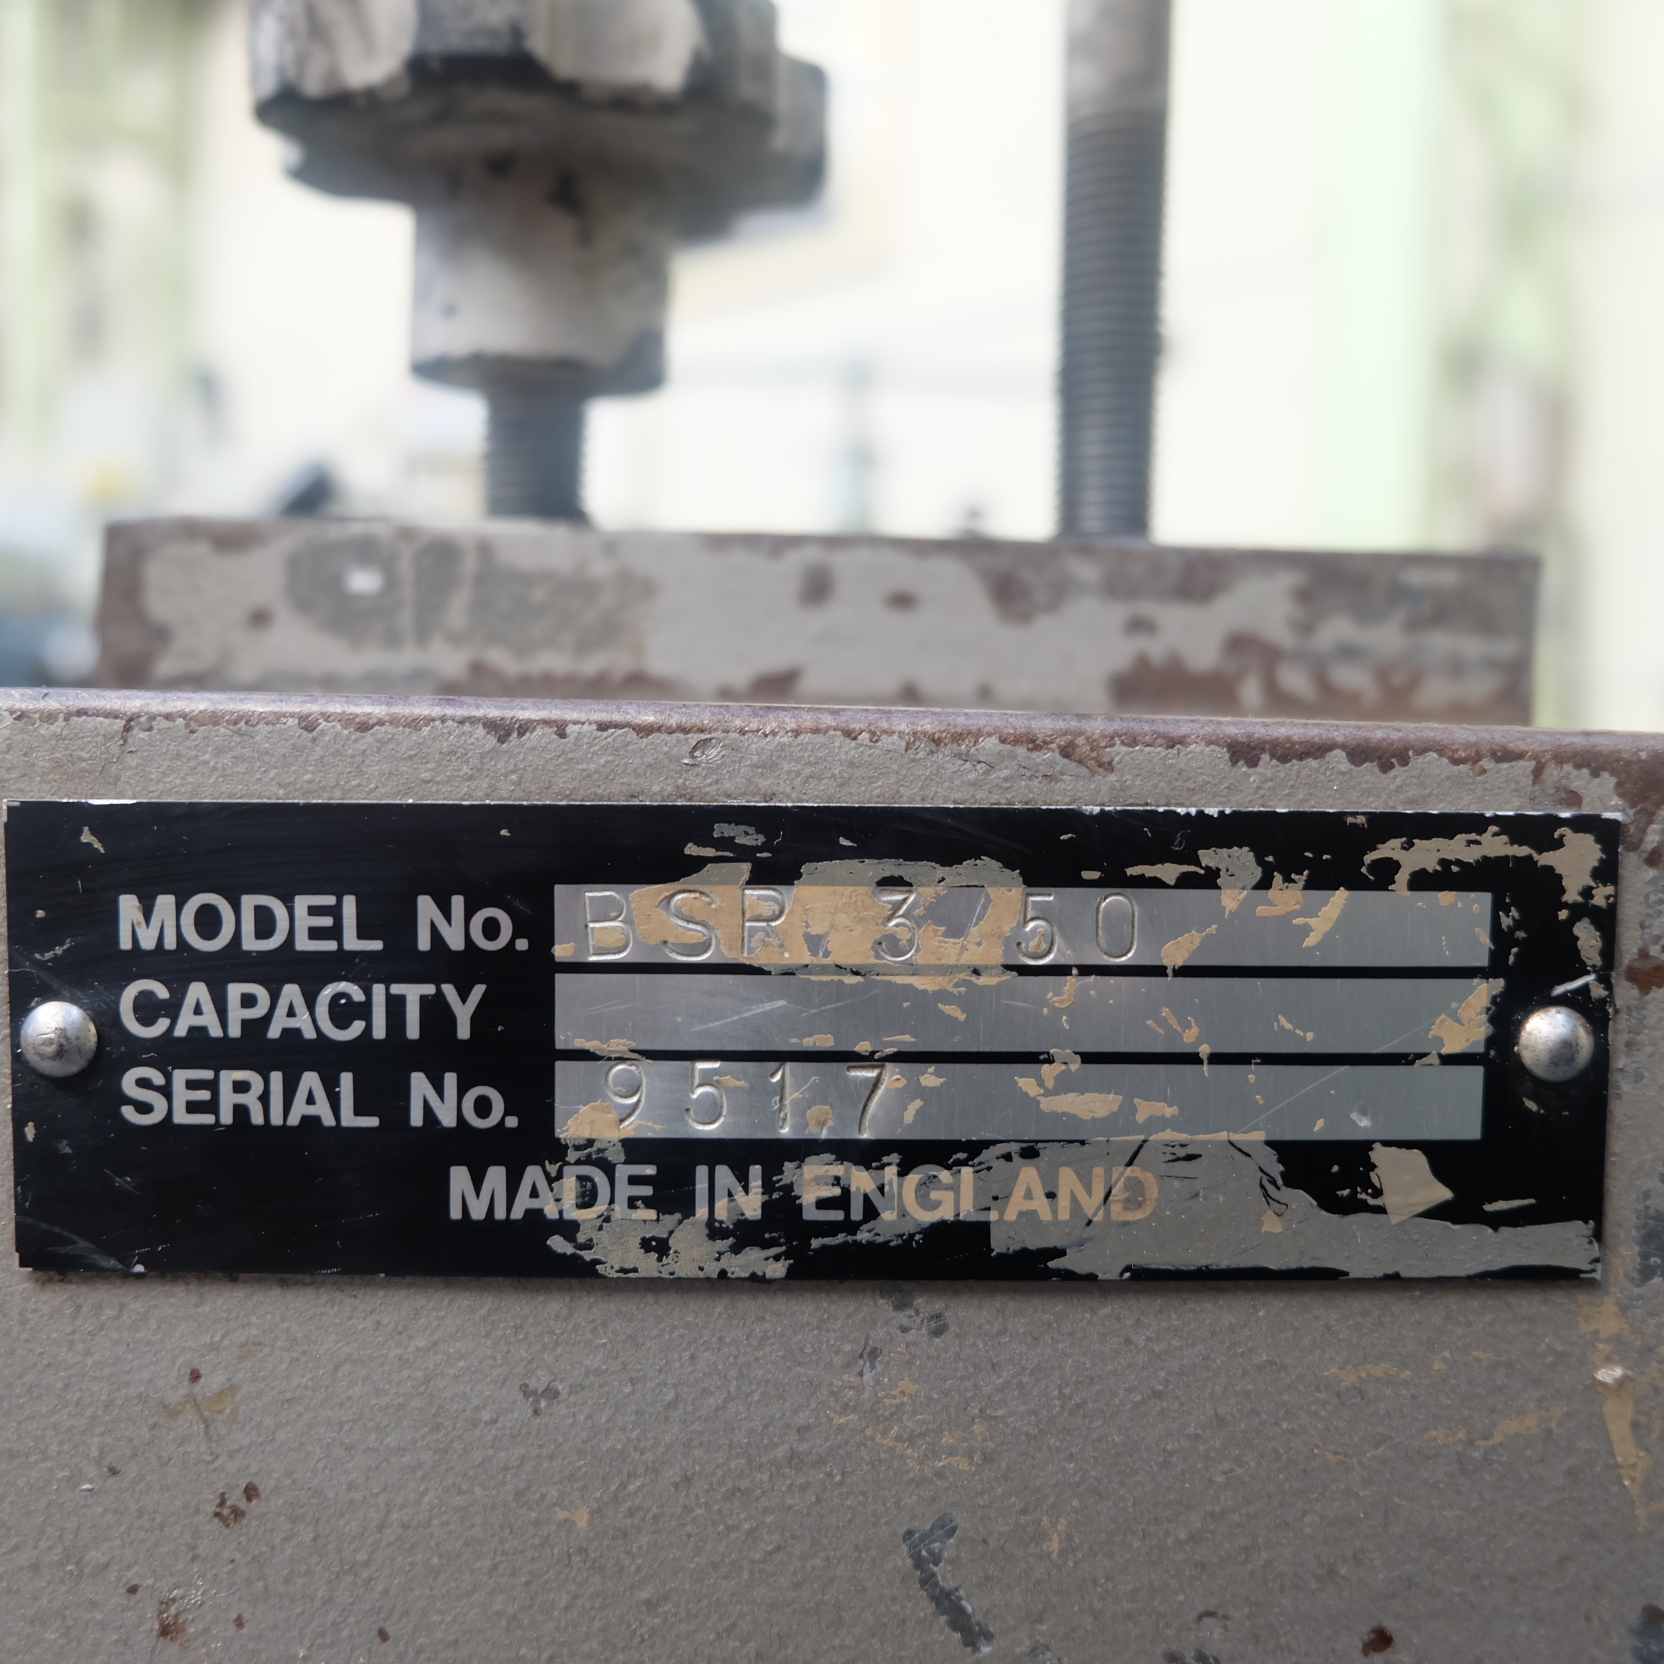 MODEL No. BSR/3/50
CAPACITY
SERIAL No. 9517
MADE IN ENGLAND